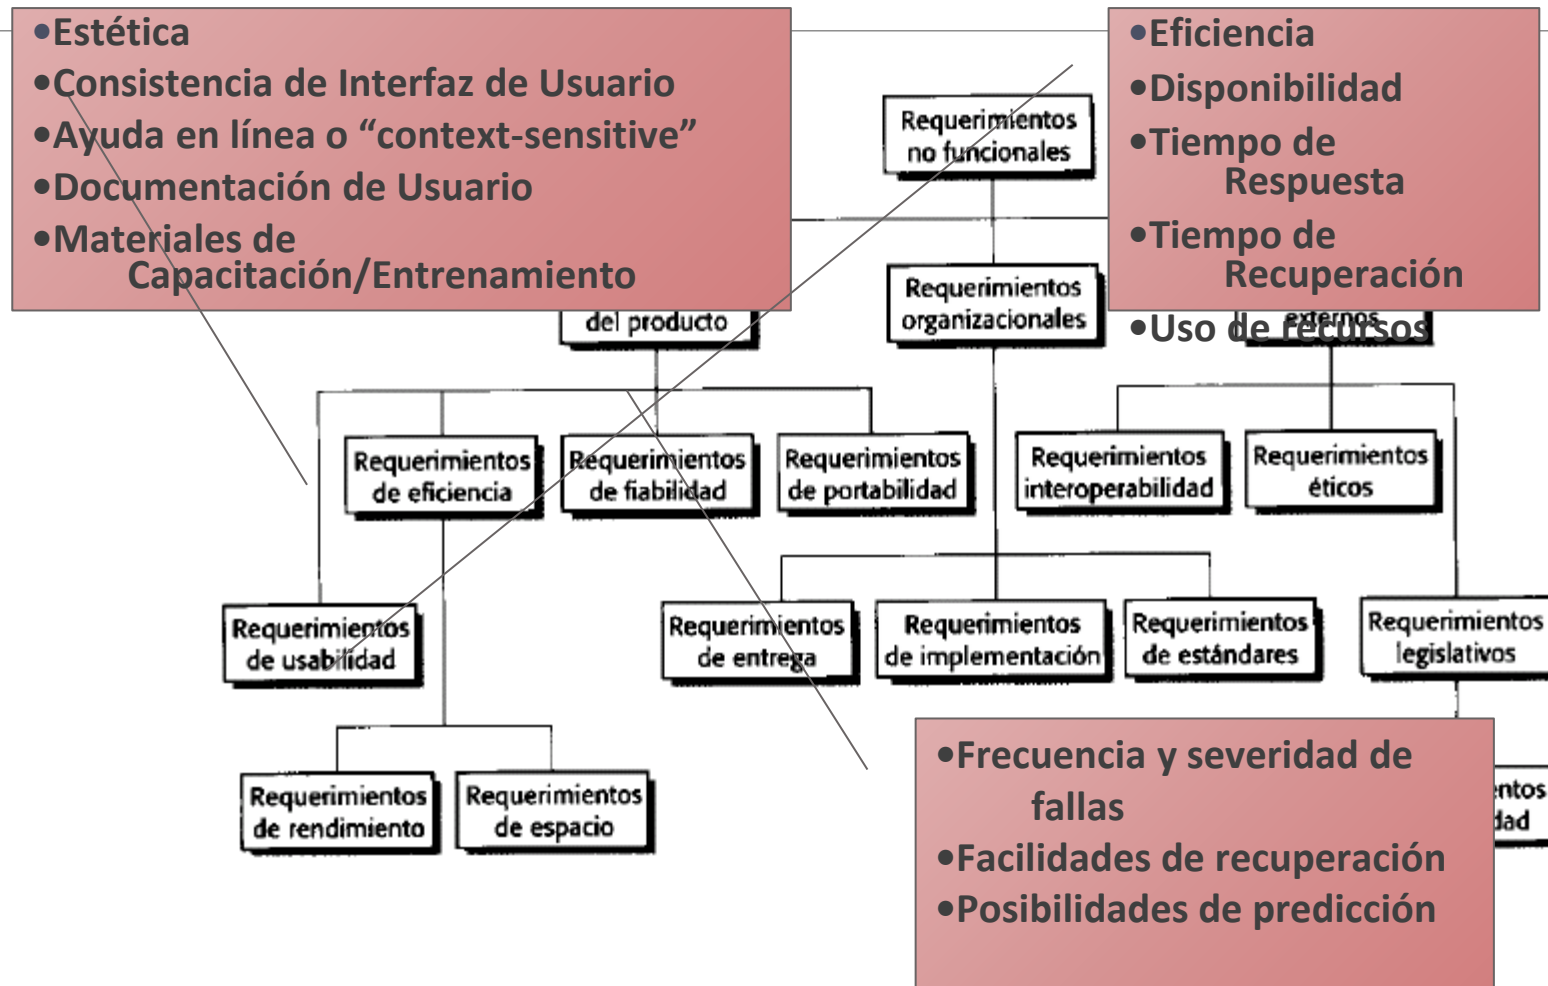 •Estética
•Consistencia de Interfaz de Usuario
•Ayuda en línea o “context-sensitive”
•Documentación de Usuario
•Materiales de
Capacitación/Entrenamiento
•Eficiencia
•Disponibilidad
•Tiempo de
Respuesta
•Tiempo de
Recuperación
•Uso de recursos
Requerimientos
no funcionales
del producto
Requerimientos
organizacionales
externos
Requerimientos
de eficiencia
Requerimientos
de fiabilidad
Requerimientos
de portabilidad
Requerimientos
interoperabilidad
Requerimientos
éticos
Requerimientos
de usabilidad
Requerimientos
de entrega
Requerimientos
de implementación
Requerimientos
de estándares
Requerimientos
legislativos
Requerimientos
de rendimiento
Requerimientos
de espacio
•Frecuencia y severidad de
fallas
•Facilidades de recuperación
•Posibilidades de predicción